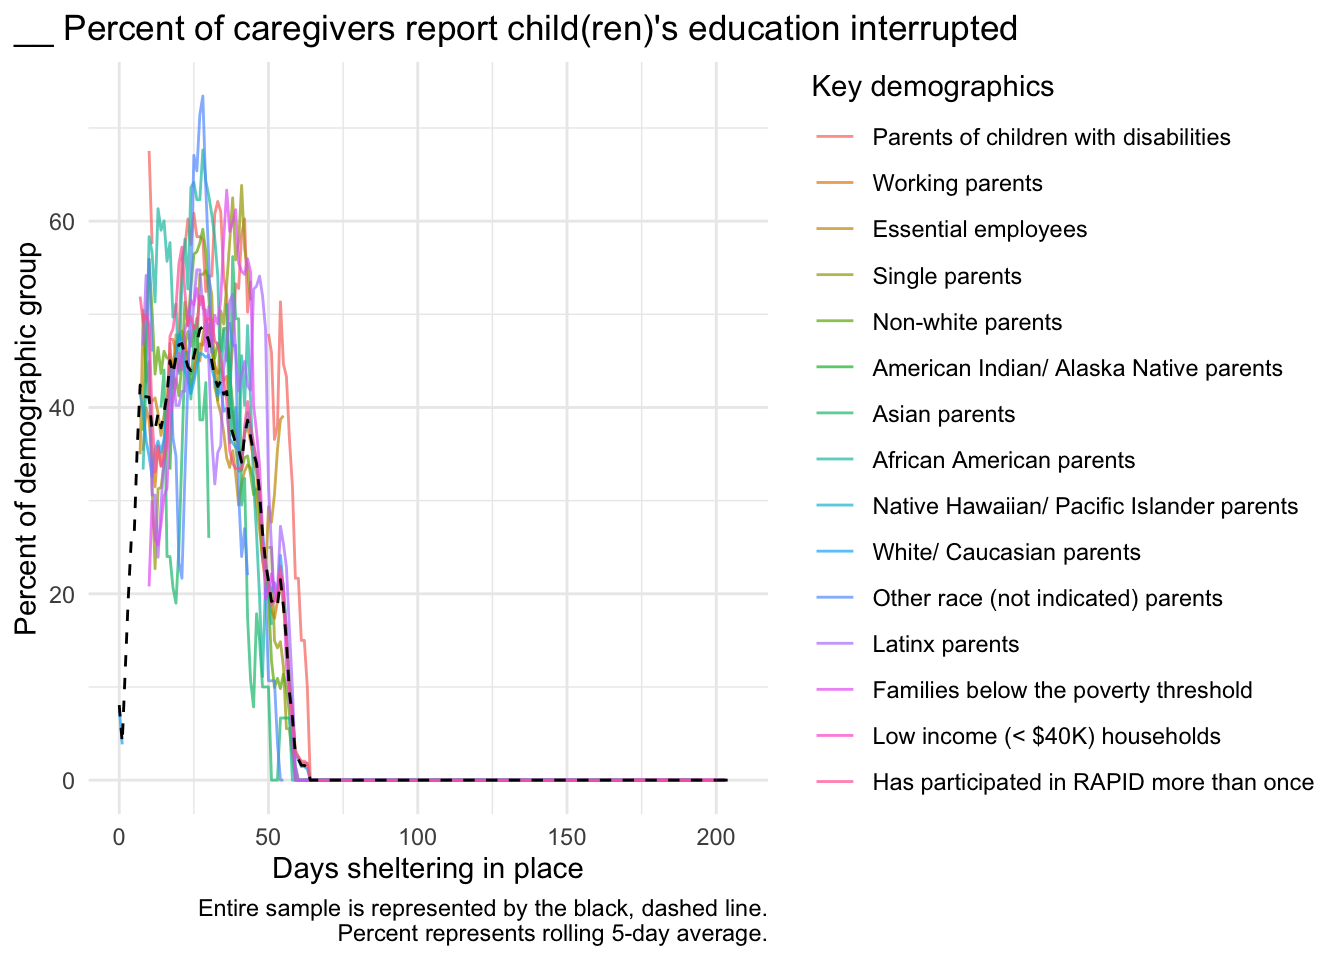 __ Percent of caregivers report child(ren)'s education interrupted
Percent of demographic group
60
40
20
0
0 50 100 150 200
Days sheltering in place
Key demographics
Parents of children with disabilities
Working parents
Essential employees
Single parents
Non-white parents
American Indian/ Alaska Native parents
Asian parents
African American parents
Native Hawaiian/ Pacific Islander parents
White/ Caucasian parents
Other race (not indicated) parents
Latinx parents
Families below the poverty threshold
Low income (< $40K) households
Has participated in RAPID more than once
Entire sample is represented by the black, dashed line.
Percent represents rolling 5-day average.